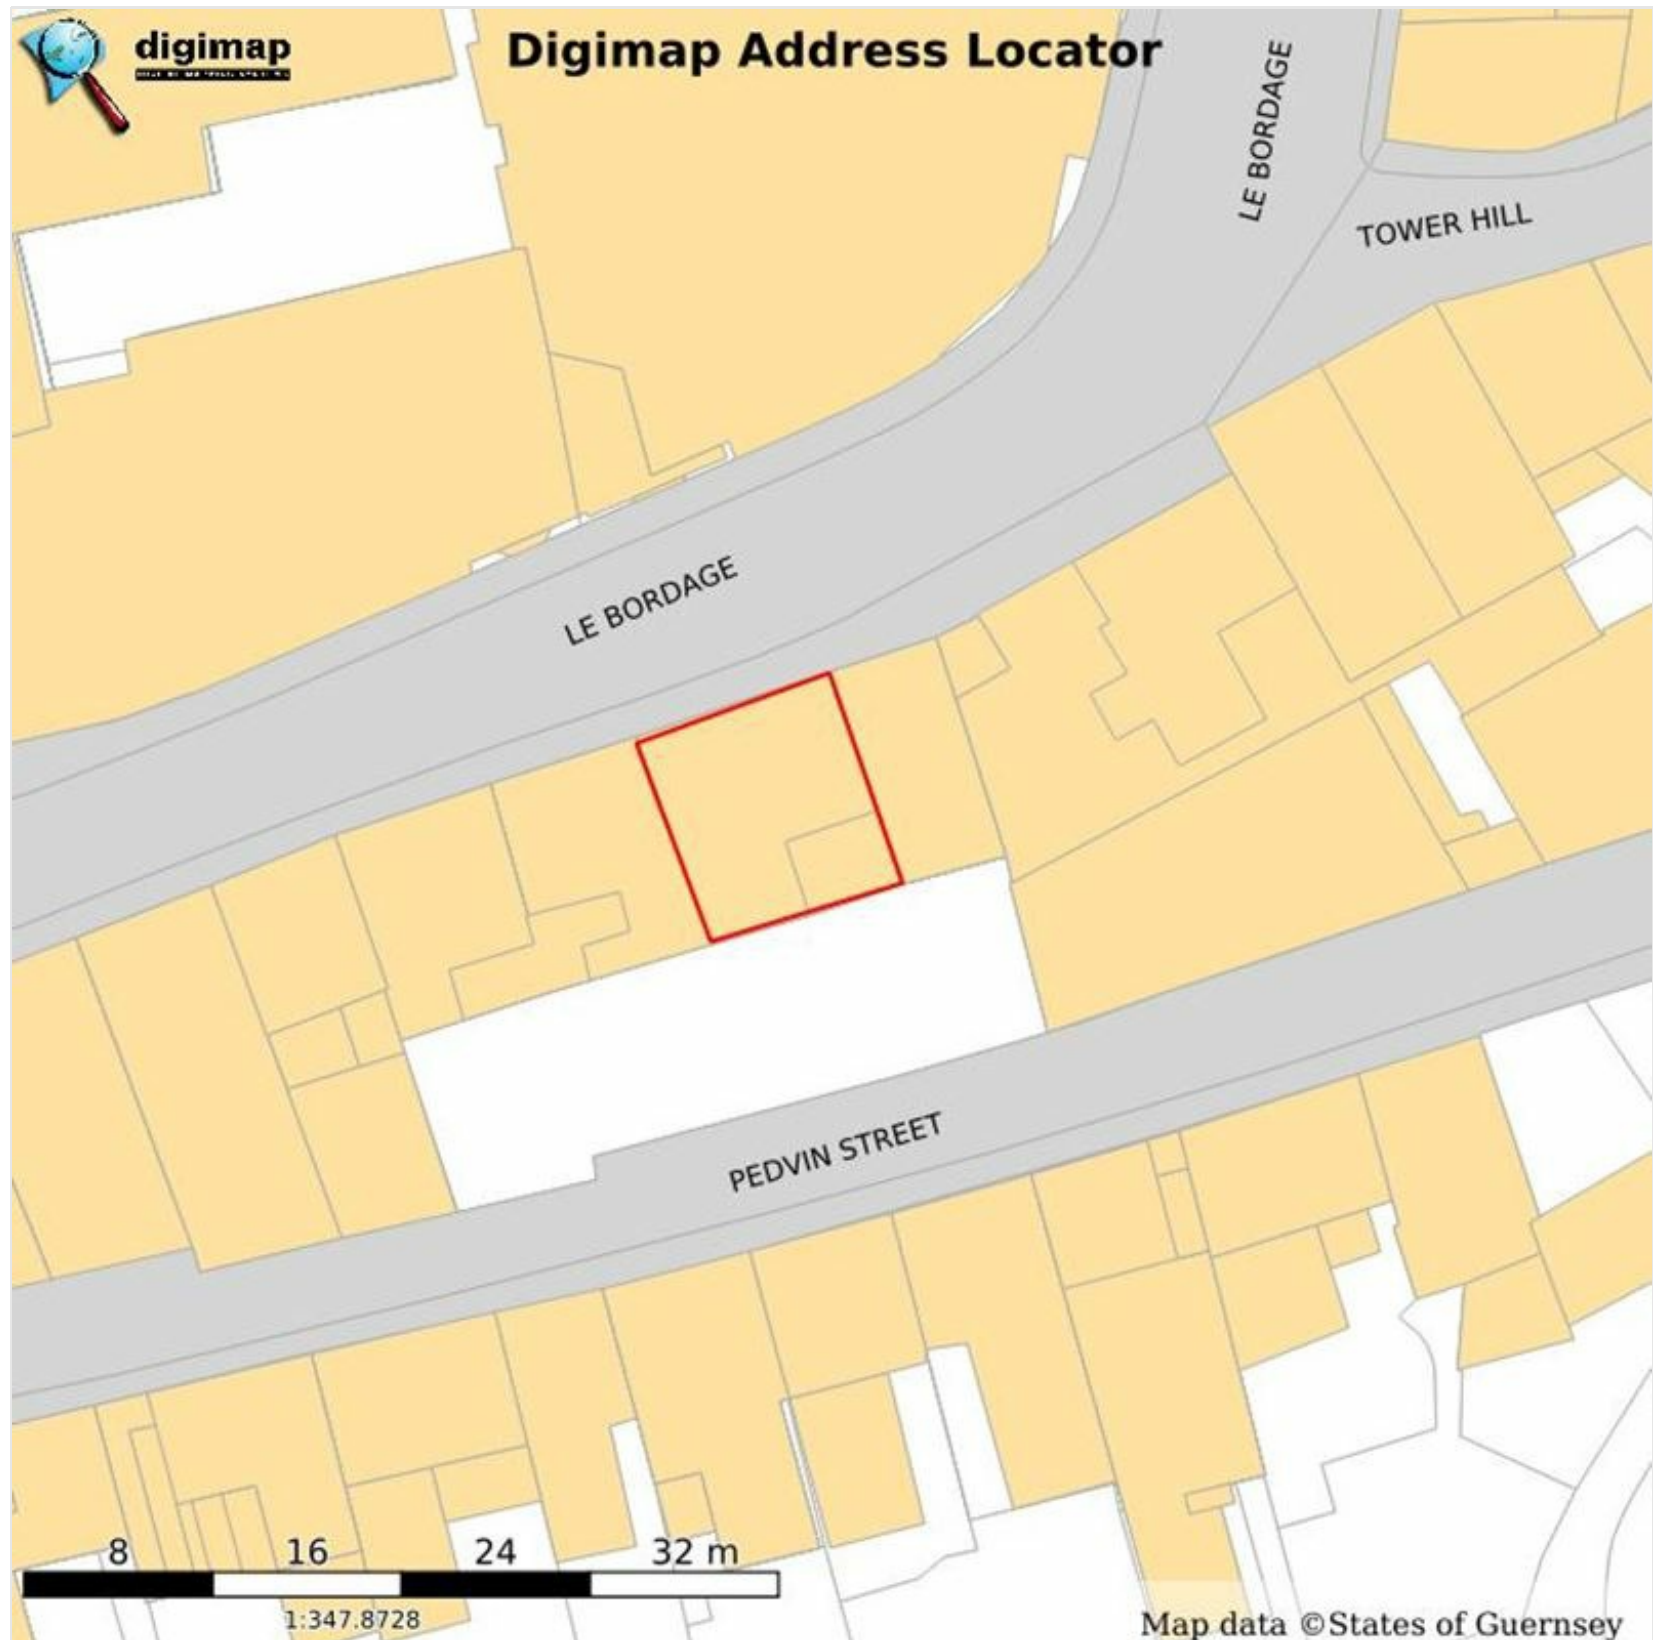 digimap
Digimap Address Locator
LE BORDAGE
TOWER HILL
LE BORDAGE
PEDVIN STREET
8 16 24 32 m
1:347.8728
Map data ©States of Guernsey